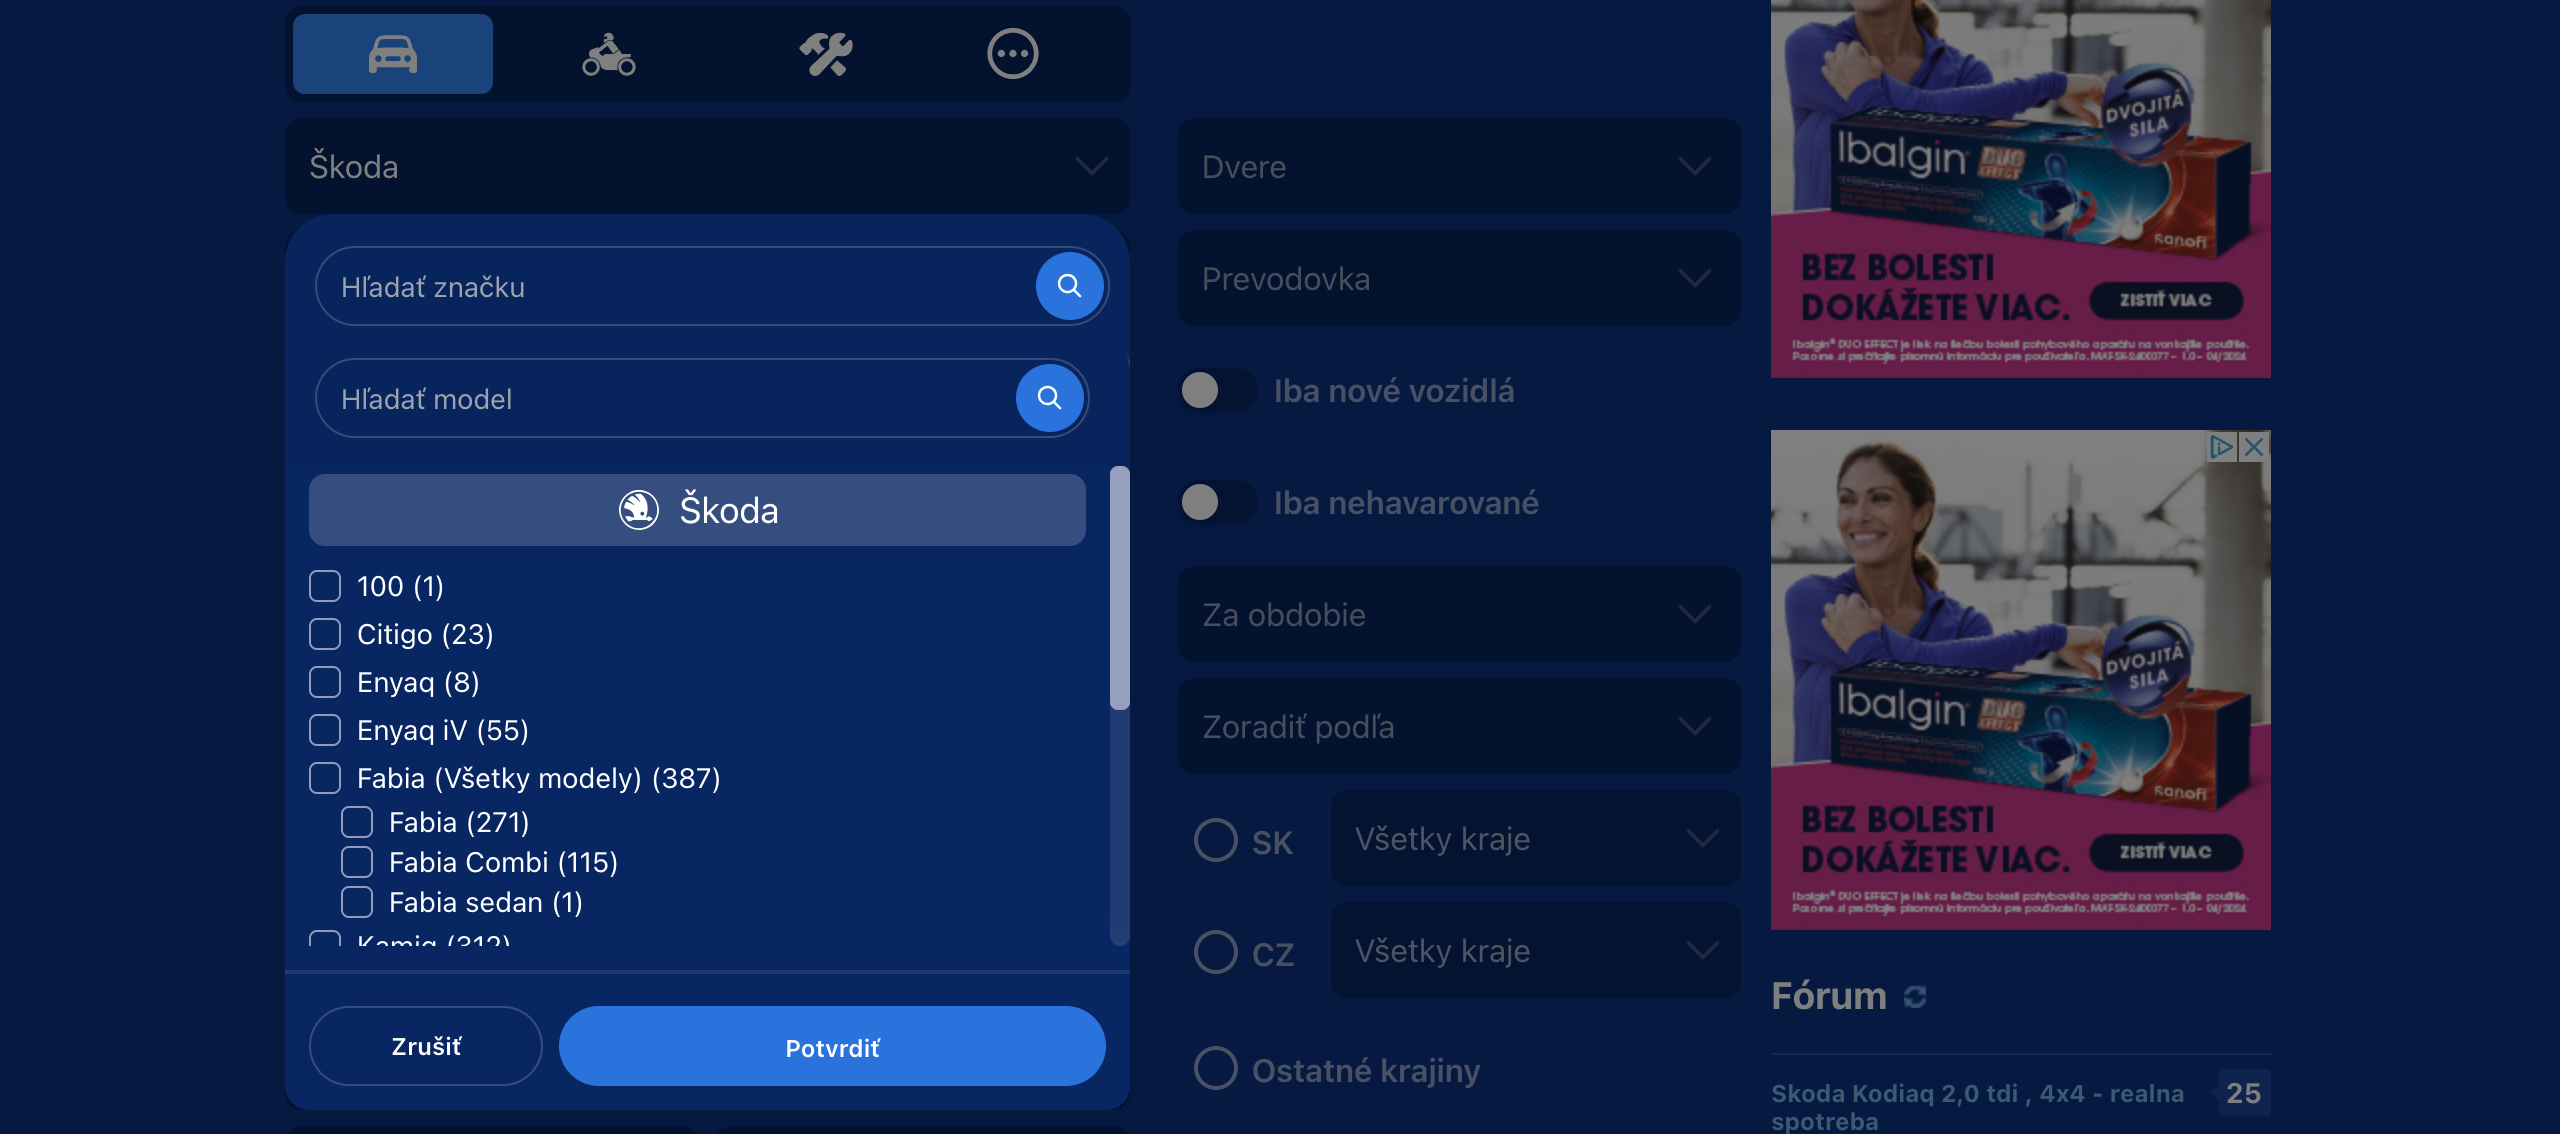 Škoda
Hľadať značku
Hľadať model
Škoda
100 (1)
Citigo (23)
Enyaq (8)
Enyaq iV (55)
Fabia (Všetky modely) (387)
Fabia (271)
Fabia Combi (115)
Fabia sedan (1)
Kamiq (312)
Zrušiť
Potvrdiť
Dvere
Prevodovka
Iba nové vozidlá
Iba nehavarované
Za obdobie
Zoradiť podľa
SK
Všetky kraje
CZ
Všetky kraje
Ostatné krajiny
DVOJITÁ
SILA
Ibalgin DUO
EFFECT
sanofi
BEZ BOLESTI
DOKÁŽETE VIAC.
ZISTIŤ VIAC
DVOJITÁ
SILA
Ibalgin DUO
EFFECT
sanofi
BEZ BOLESTI
DOKÁŽETE VIAC.
ZISTIŤ VIAC
Fórum
Skoda Kodiaq 2,0 tdi , 4x4 - realna
spotreba
25